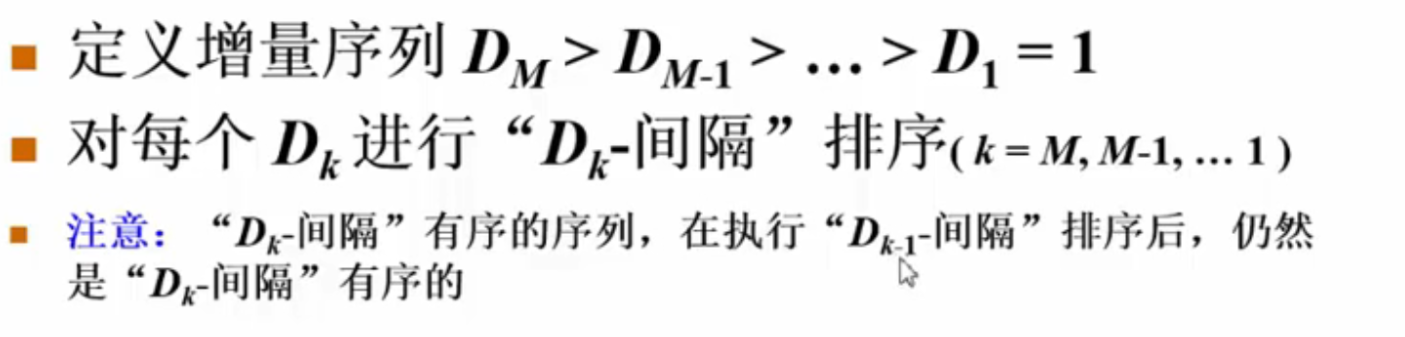 定义增量序列 D_M > D_{M-1} > … > D_1 = 1
对每个 D_k 进行“D_k-间隔”排序( k = M, M-1, … 1 )
注意：“D_k-间隔”有序的序列，在执行“D_{k-1}-间隔”排序后，仍然
是“D_k-间隔”有序的